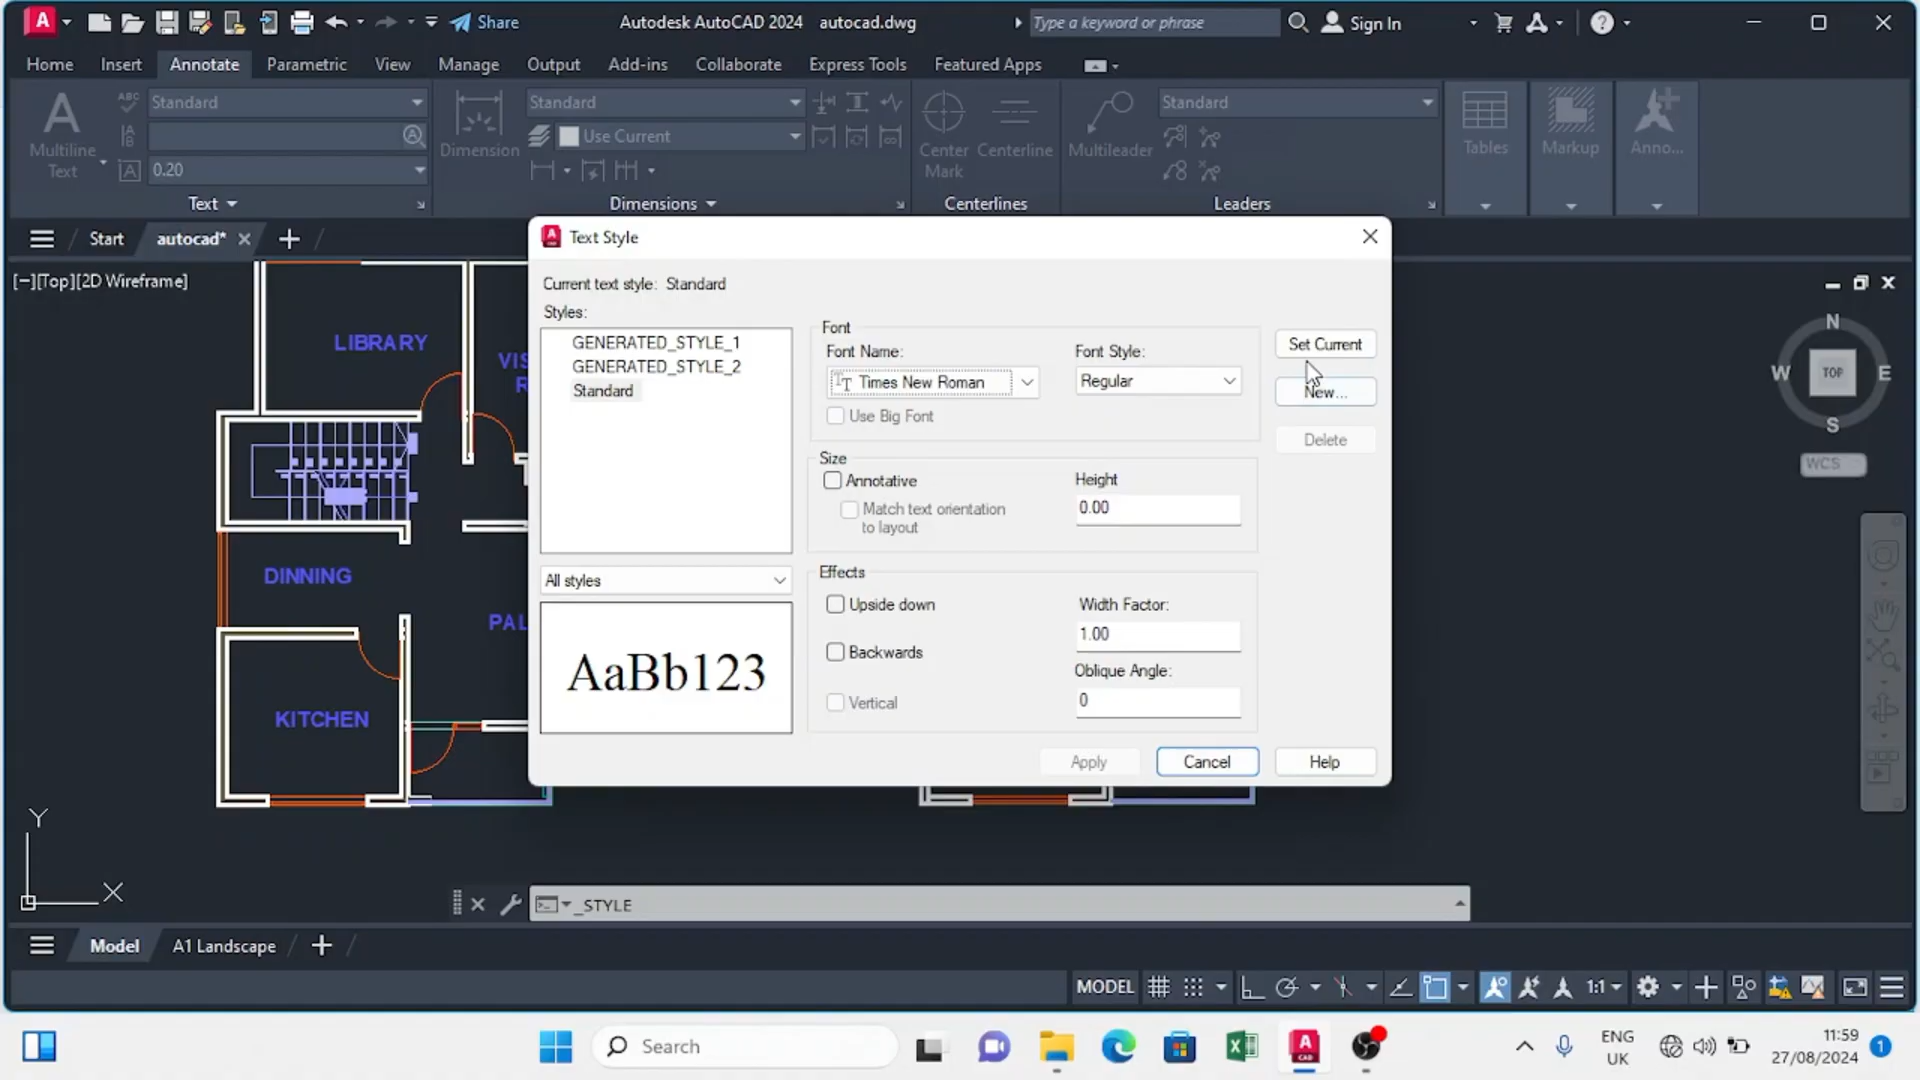 Share
Autodesk AutoCAD 2024 autocad.dwg
Type a keyword or phrase
Sign In
Home Insert Annotate Parametric View Manage Output Add-ins Collaborate Express Tools Featured Apps
Multiline
Text
ABC
Standard
0.20
Text
Dimension
Standard
Use Current
Dimensions
Center
Mark
Centerline
Centerlines
Multileader
Standard
Leaders
Tables
Markup
Anno...
Start
autocad*
[−][Top][2D Wireframe]
LIBRARY
VIS
R
DINNING
PAL
KITCHEN
Y
X
N
W
TOP
E
S
WCS
Text Style
Current text style: Standard
Styles:
GENERATED_STYLE_1
GENERATED_STYLE_2
Standard
All styles
AaBb123
Font
Font Name:
Times New Roman
Use Big Font
Font Style:
Regular
Size
Annotative
Match text orientation
to layout
Height
0.00
Effects
Upside down
Backwards
Vertical
Width Factor:
1.00
Oblique Angle:
0
Set Current
New...
Delete
Apply
Cancel
Help
_STYLE
Model
A1 Landscape
MODEL
1:1
Search
ENG
UK
11:59
27/08/2024
1